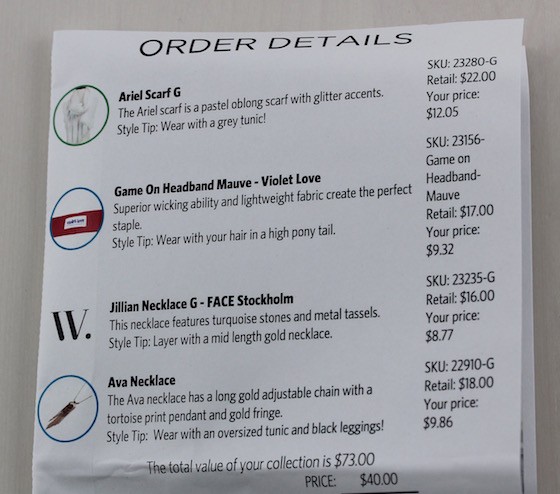 ORDER DETAILS
Ariel Scarf G
The Ariel scarf is a pastel oblong scarf with glitter accents.
Style Tip: Wear with a grey tunic!
SKU: 23280-G
Retail: $22.00
Your price:
$12.05
Game On Headband Mauve - Violet Love
Superior wicking ability and lightweight fabric create the perfect
staple.
Style Tip: Wear with your hair in a high pony tail.
SKU: 23156-
Game on
Headband-
Mauve
Retail: $17.00
Your price:
$9.32
W.
Jillian Necklace G - FACE Stockholm
This necklace features turquoise stones and metal tassels.
Style Tip: Layer with a mid length gold necklace.
SKU: 23235-G
Retail: $16.00
Your price:
$8.77
Ava Necklace
The Ava necklace has a long gold adjustable chain with a
tortoise print pendant and gold fringe.
Style Tip: Wear with an oversized tunic and black leggings!
SKU: 22910-G
Retail: $18.00
Your price:
$9.86
The total value of your collection is $73.00
PRICE: $40.00